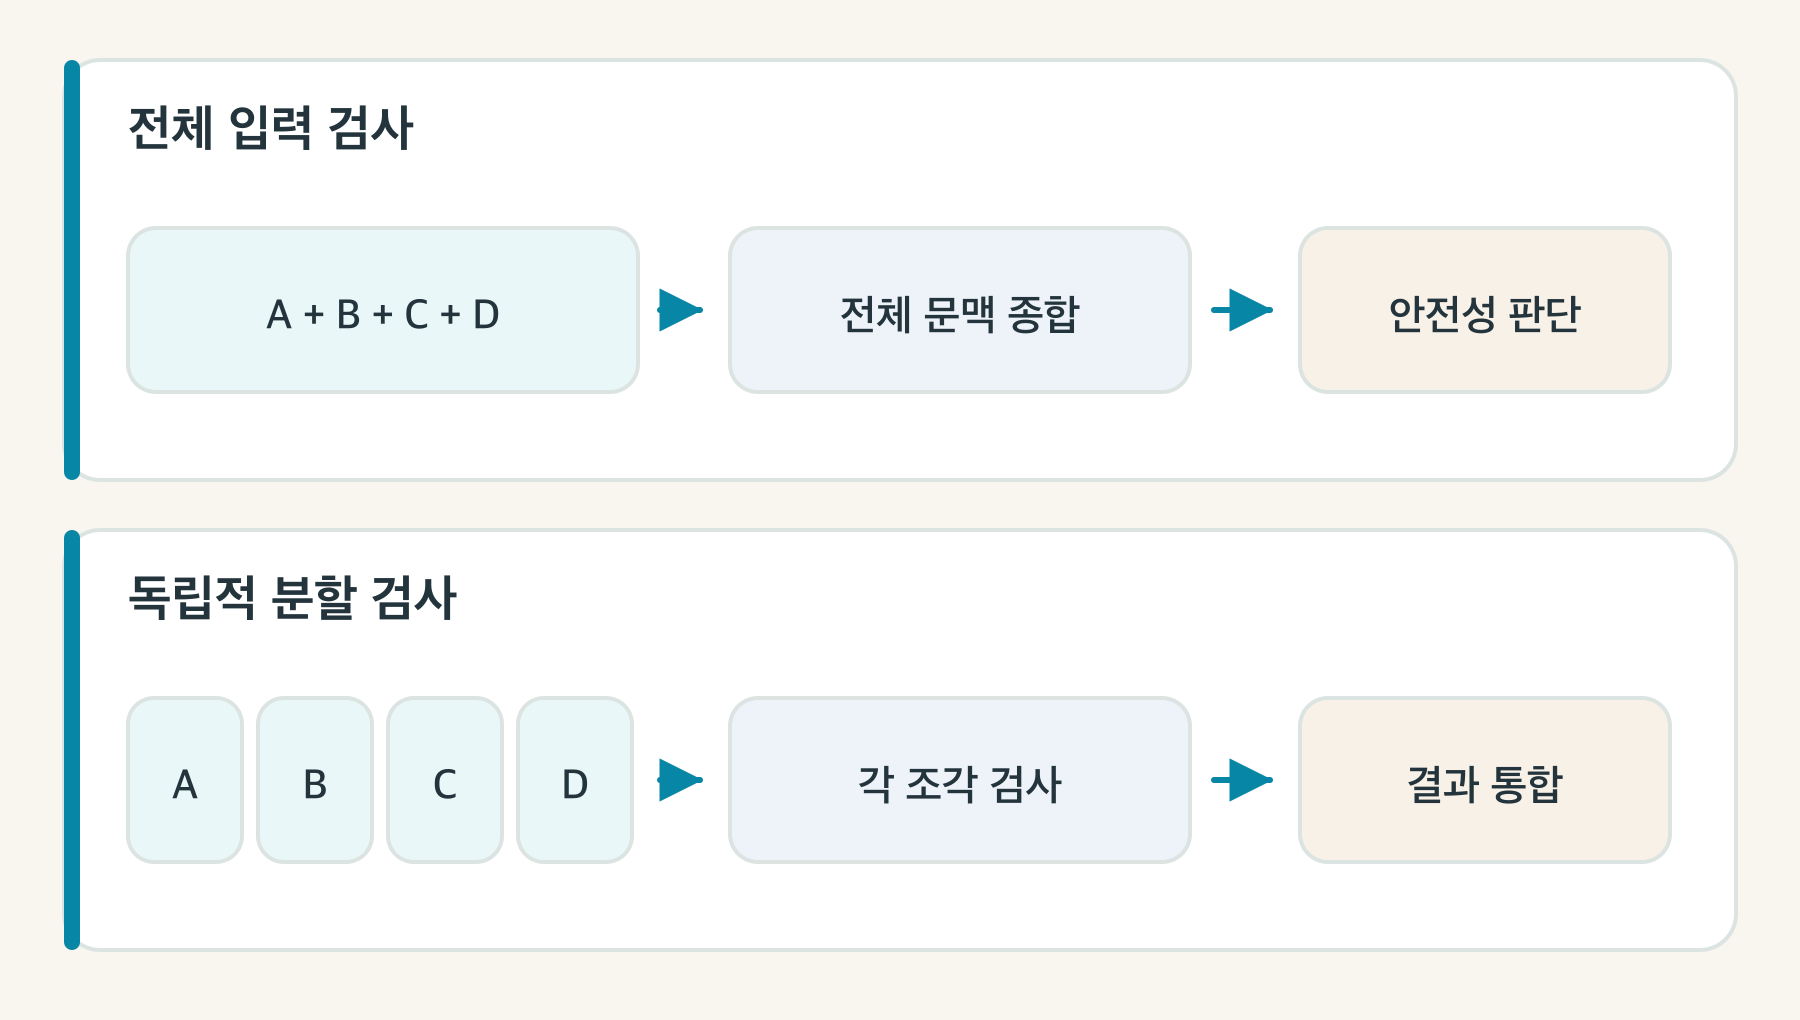 전체 입력 검사
A + B + C + D
전체 문맥 종합
안전성 판단
독립적 분할 검사
A
B
C
D
각 조각 검사
결과 통합